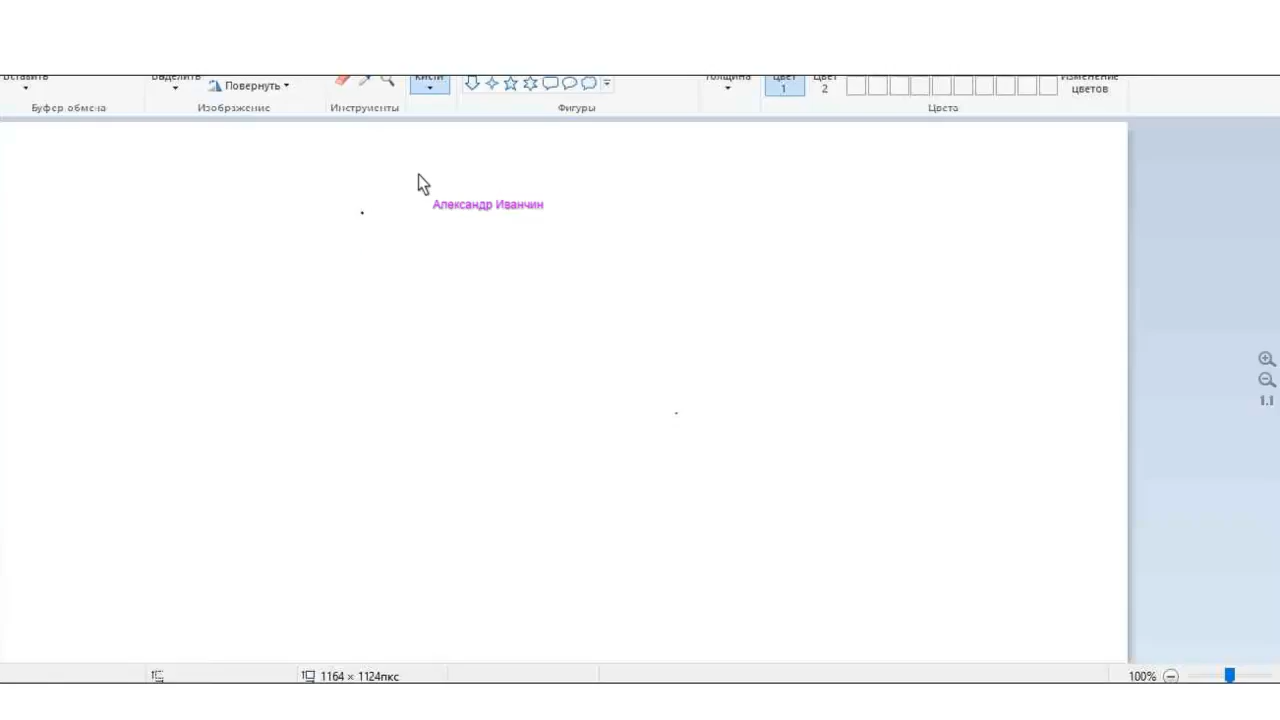 Вставить
Выделить
Повернуть
Кисти
Толщина
Цвет
1
Цвет
2
Изменение
цветов
Буфер обмена
Изображение
Инструменты
Фигуры
Цвета
Александр Иванчин
1164 × 1124пкс
100%